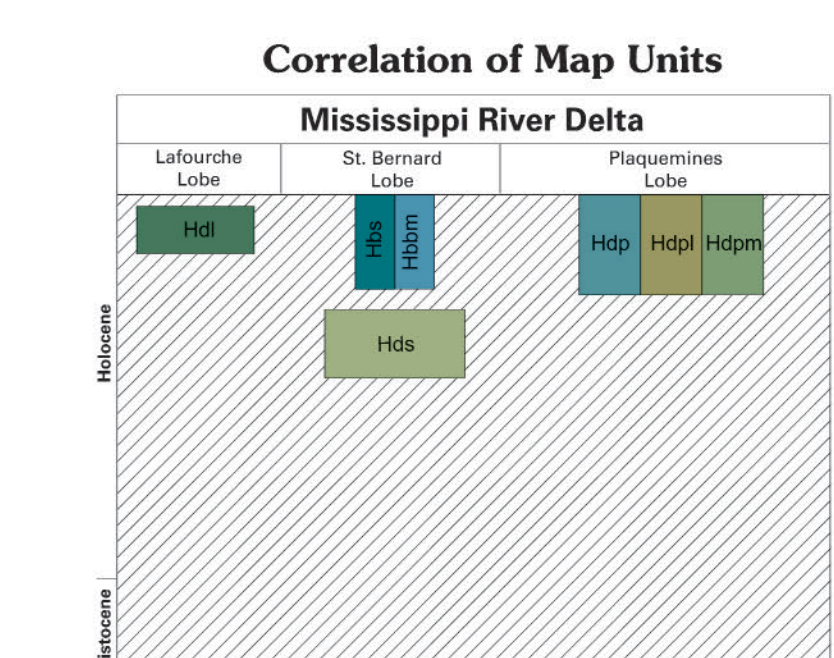 Correlation of Map Units
Mississippi River Delta
Lafourche
Lobe
St. Bernard
Lobe
Plaquemines
Lobe
Hdl
Hbs
Hbbm
Hdp
Hdpl
Hdpm
Hds
Holocene
istocene